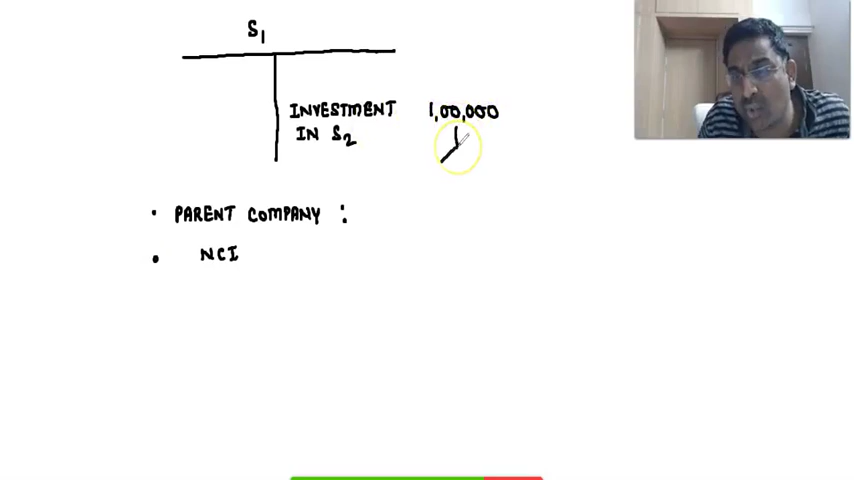 S1
INVESTMENT 1,00,000
IN S2
• PARENT COMPANY :
• NCI